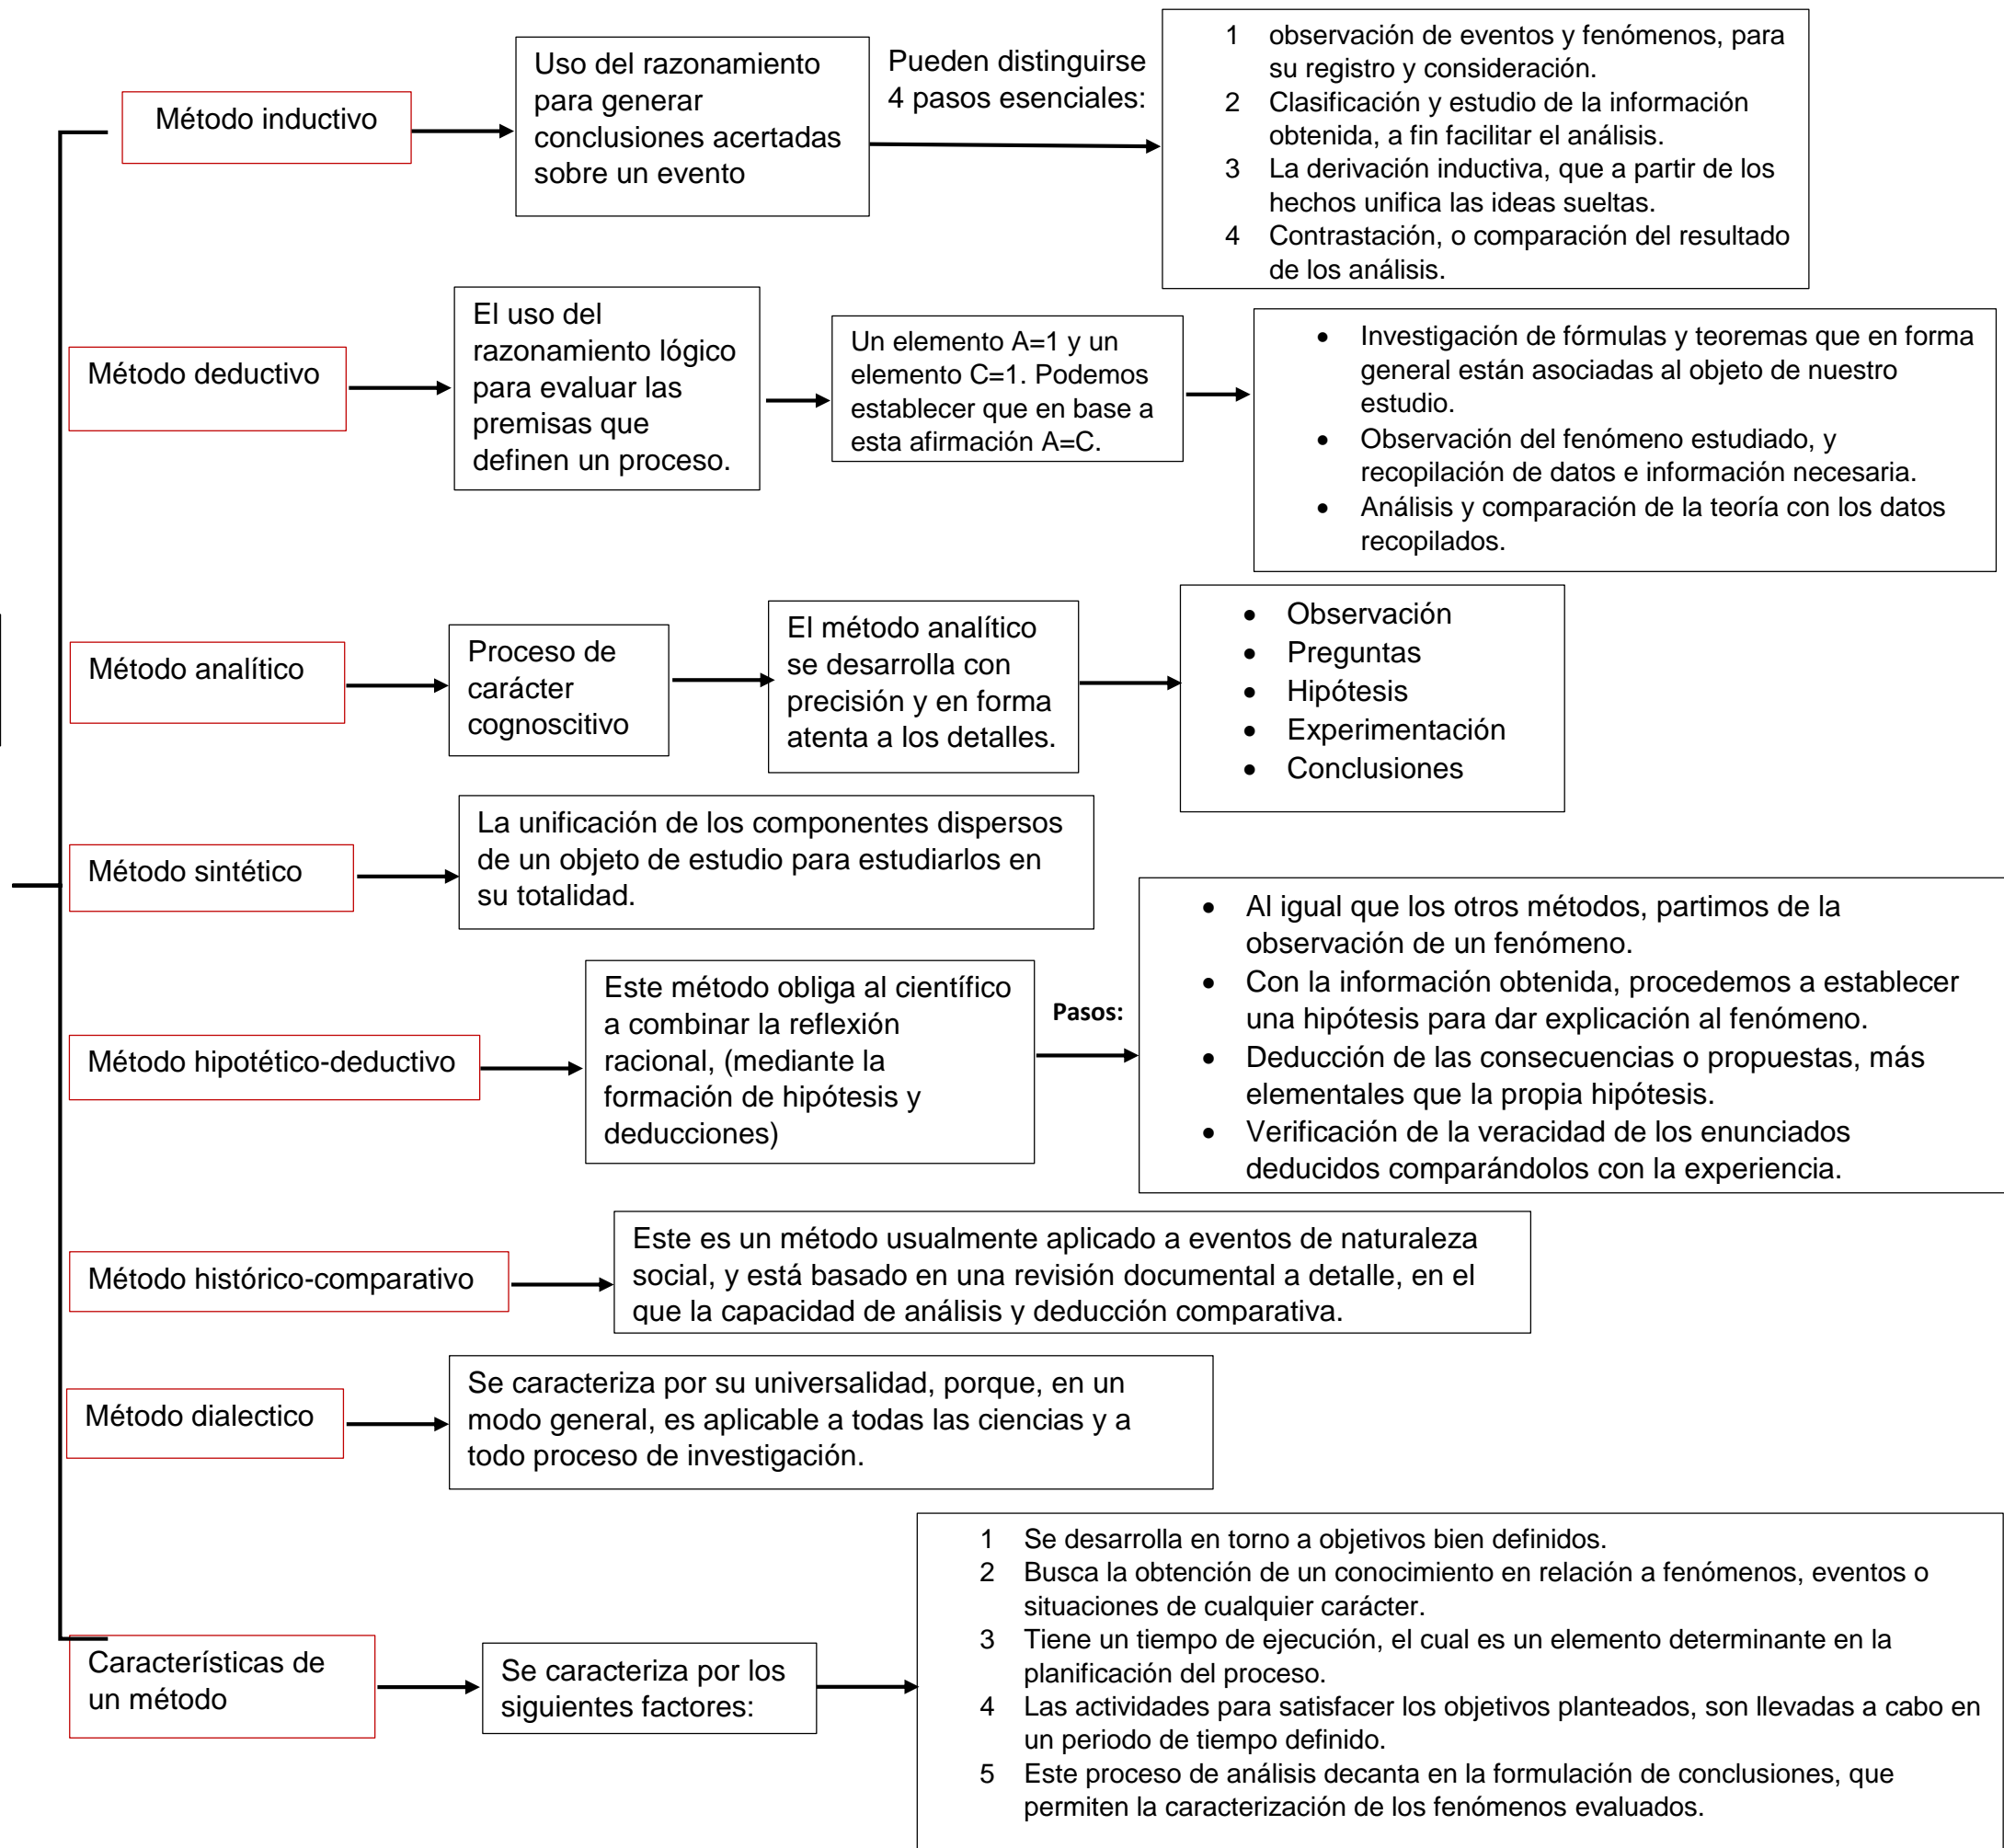 Método inductivo
Uso del razonamiento
para generar
conclusiones acertadas
sobre un evento
Pueden distinguirse
4 pasos esenciales:
1 observación de eventos y fenómenos, para
su registro y consideración.
2 Clasificación y estudio de la información
obtenida, a fin facilitar el análisis.
3 La derivación inductiva, que a partir de los
hechos unifica las ideas sueltas.
4 Contrastación, o comparación del resultado
de los análisis.
Método deductivo
El uso del
razonamiento lógico
para evaluar las
premisas que
definen un proceso.
Un elemento A=1 y un
elemento C=1. Podemos
establecer que en base a
esta afirmación A=C.
• Investigación de fórmulas y teoremas que en forma
general están asociadas al objeto de nuestro
estudio.
• Observación del fenómeno estudiado, y
recopilación de datos e información necesaria.
• Análisis y comparación de la teoría con los datos
recopilados.
Método analítico
Proceso de
carácter
cognoscitivo
El método analítico
se desarrolla con
precisión y en forma
atenta a los detalles.
• Observación
• Preguntas
• Hipótesis
• Experimentación
• Conclusiones
Método sintético
La unificación de los componentes dispersos
de un objeto de estudio para estudiarlos en
su totalidad.
Método hipotético-deductivo
Este método obliga al científico
a combinar la reflexión
racional, (mediante la
formación de hipótesis y
deducciones)
Pasos:
• Al igual que los otros métodos, partimos de la
observación de un fenómeno.
• Con la información obtenida, procedemos a establecer
una hipótesis para dar explicación al fenómeno.
• Deducción de las consecuencias o propuestas, más
elementales que la propia hipótesis.
• Verificación de la veracidad de los enunciados
deducidos comparándolos con la experiencia.
Método histórico-comparativo
Este es un método usualmente aplicado a eventos de naturaleza
social, y está basado en una revisión documental a detalle, en el
que la capacidad de análisis y deducción comparativa.
Método dialectico
Se caracteriza por su universalidad, porque, en un
modo general, es aplicable a todas las ciencias y a
todo proceso de investigación.
Características de
un método
Se caracteriza por los
siguientes factores:
1 Se desarrolla en torno a objetivos bien definidos.
2 Busca la obtención de un conocimiento en relación a fenómenos, eventos o
situaciones de cualquier carácter.
3 Tiene un tiempo de ejecución, el cual es un elemento determinante en la
planificación del proceso.
4 Las actividades para satisfacer los objetivos planteados, son llevadas a cabo en
un periodo de tiempo definido.
5 Este proceso de análisis decanta en la formulación de conclusiones, que
permiten la caracterización de los fenómenos evaluados.